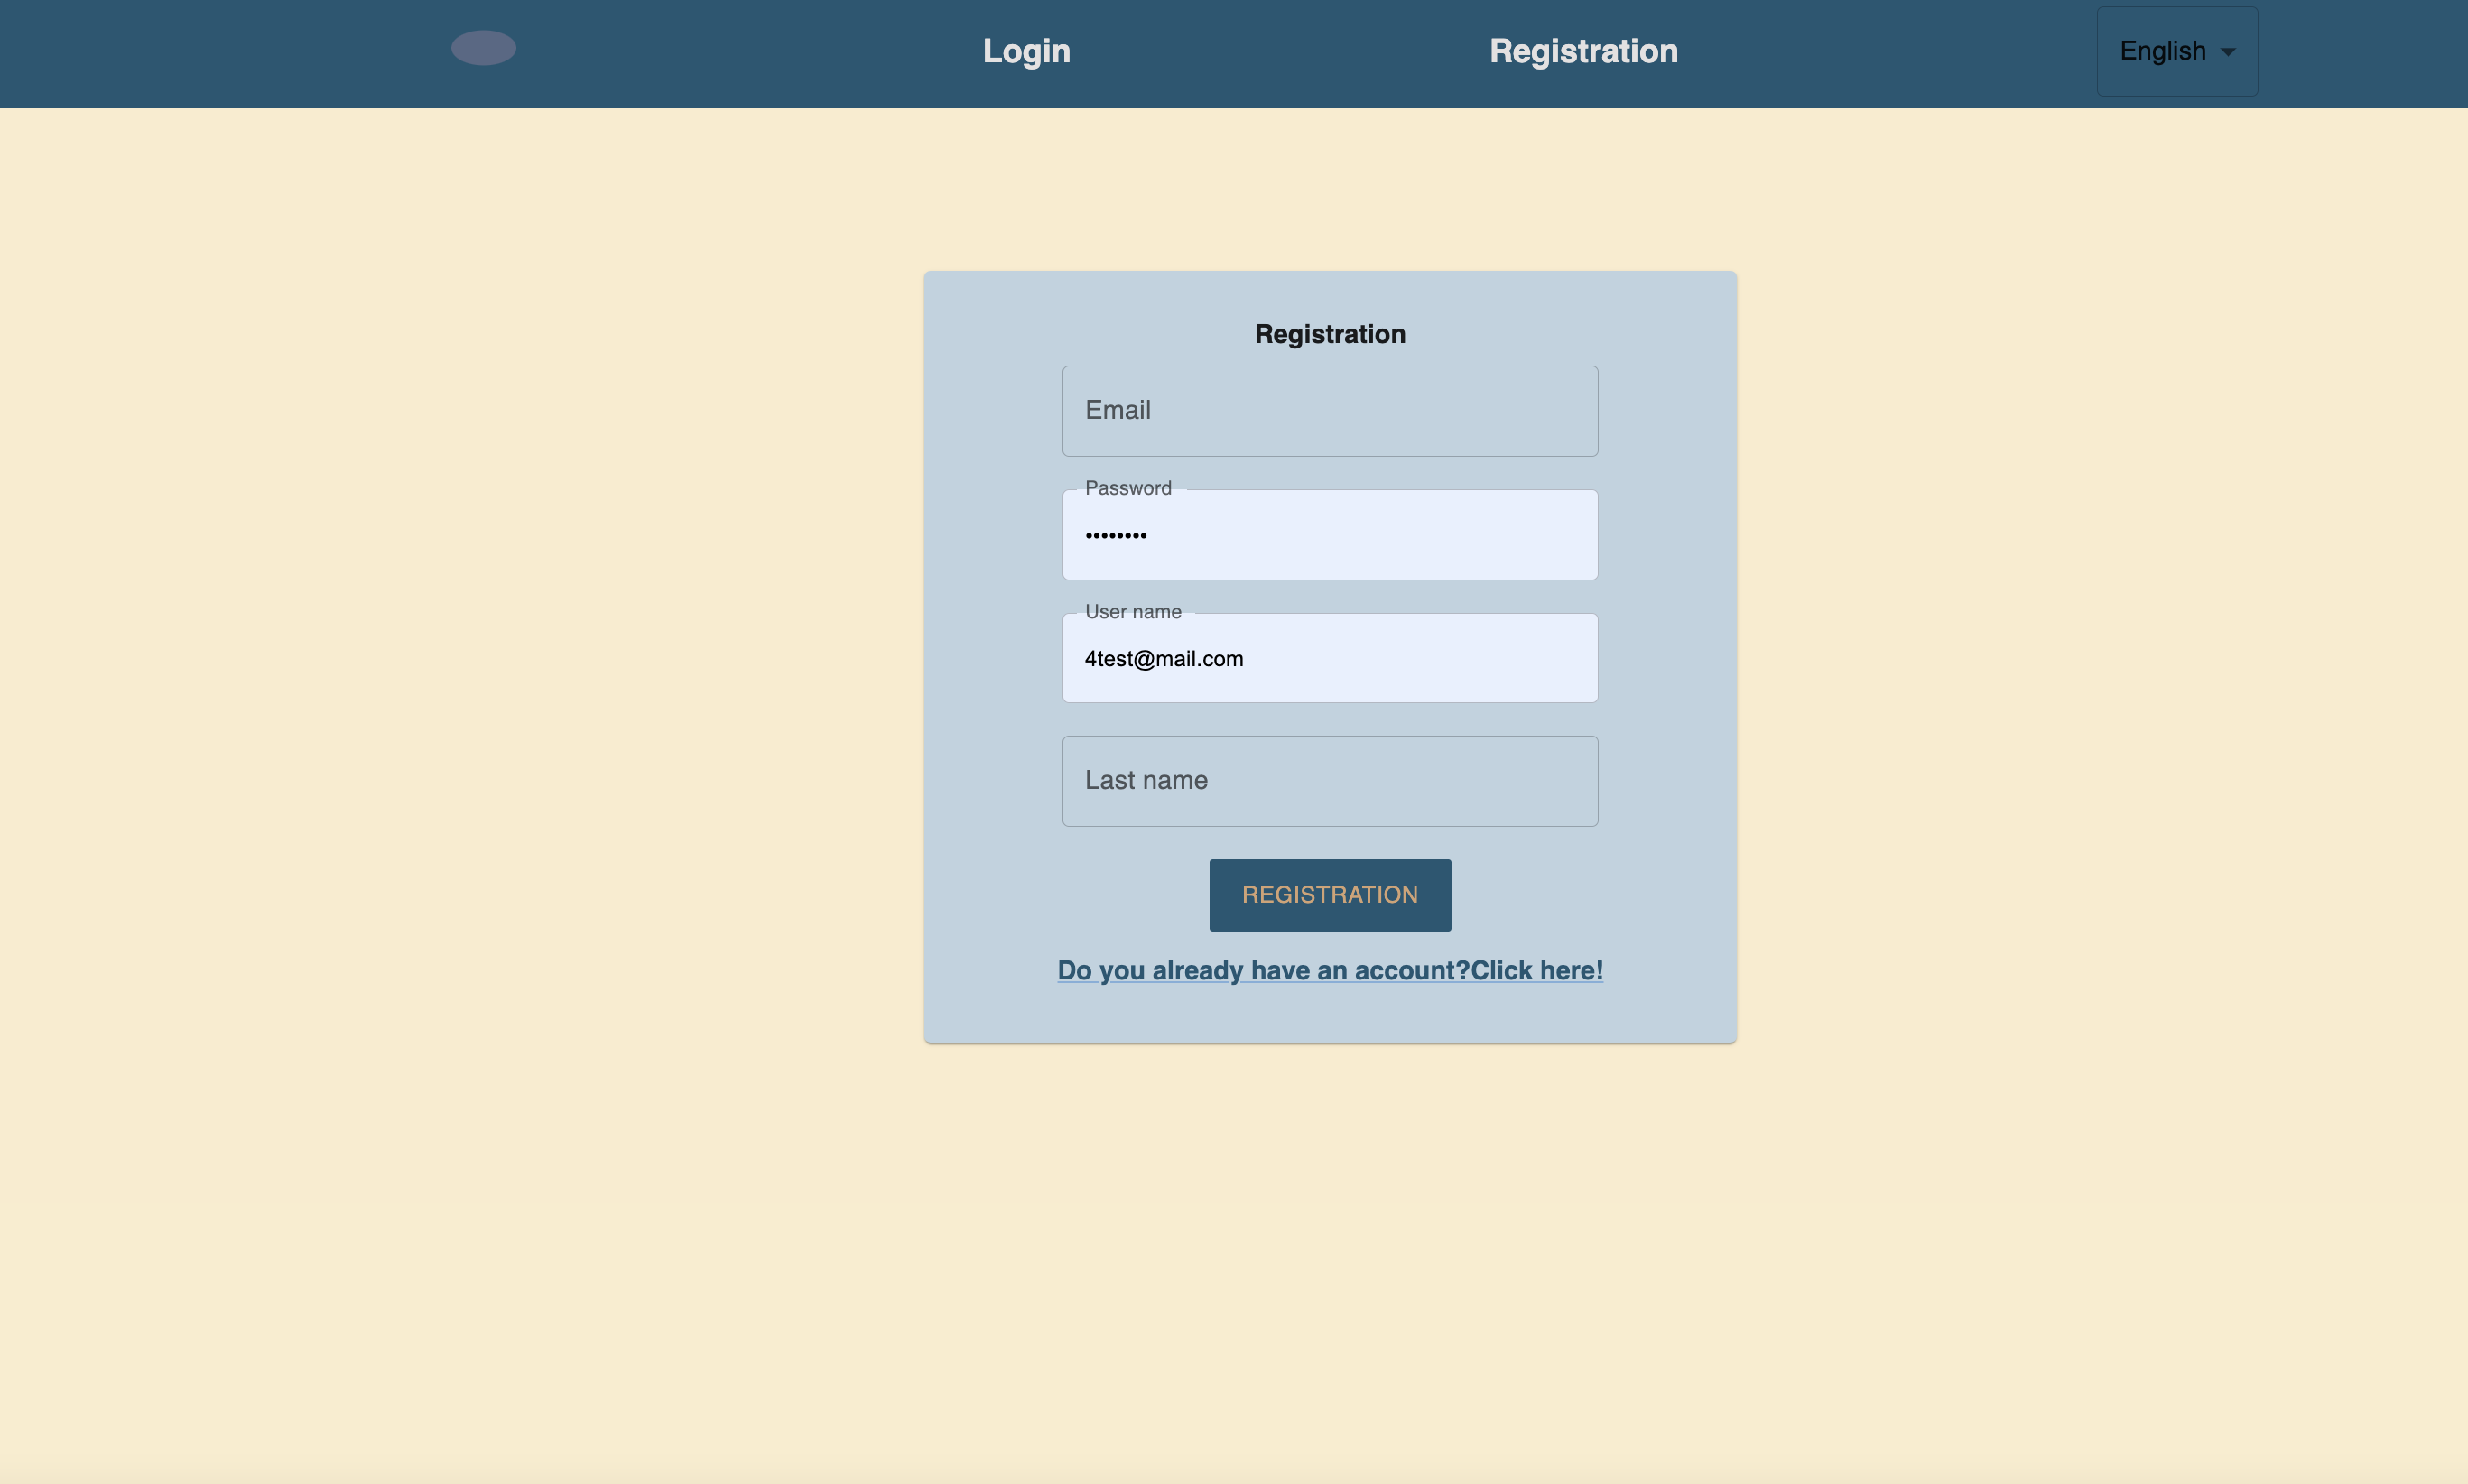 Login
Registration
English
Registration
Email
Password
••••••••
User name
4test@mail.com
Last name
REGISTRATION
Do you already have an account?Click here!